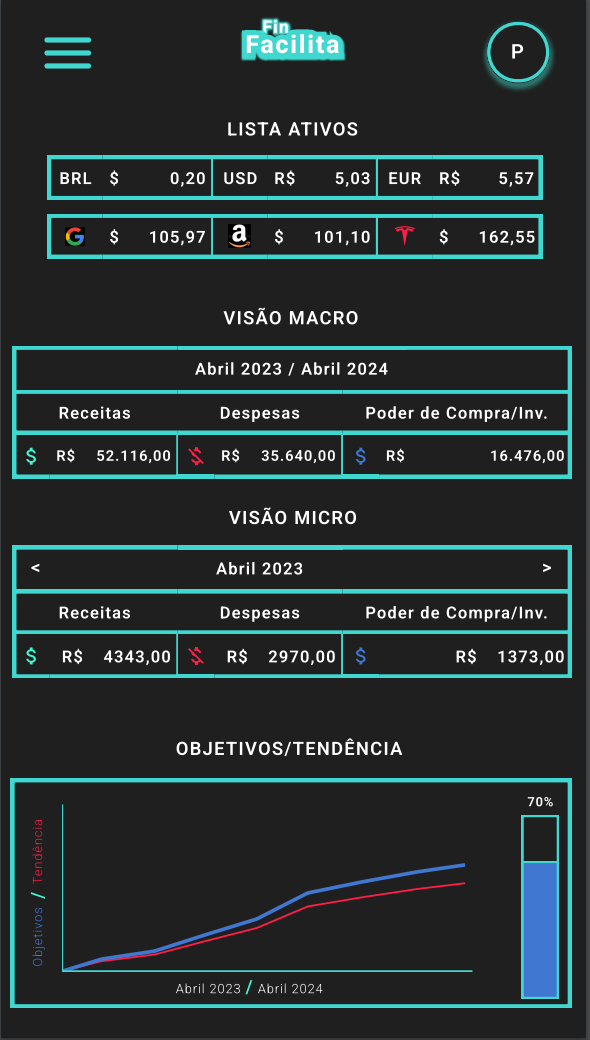 Fin
Facilita
P
LISTA ATIVOS
BRL $ 0,20 USD R$ 5,03 EUR R$ 5,57
G $ 105,97 a $ 101,10 $ 162,55
VISÃO MACRO
Abril 2023 / Abril 2024
Receitas Despesas Poder de Compra/Inv.
$ R$ 52.116,00 $ R$ 35.640,00 $ R$ 16.476,00
VISÃO MICRO
< Abril 2023 >
Receitas Despesas Poder de Compra/Inv.
$ R$ 4343,00 $ R$ 2970,00 $ R$ 1373,00
OBJETIVOS/TENDÊNCIA
70%
Objetivos / Tendência
Abril 2023 / Abril 2024